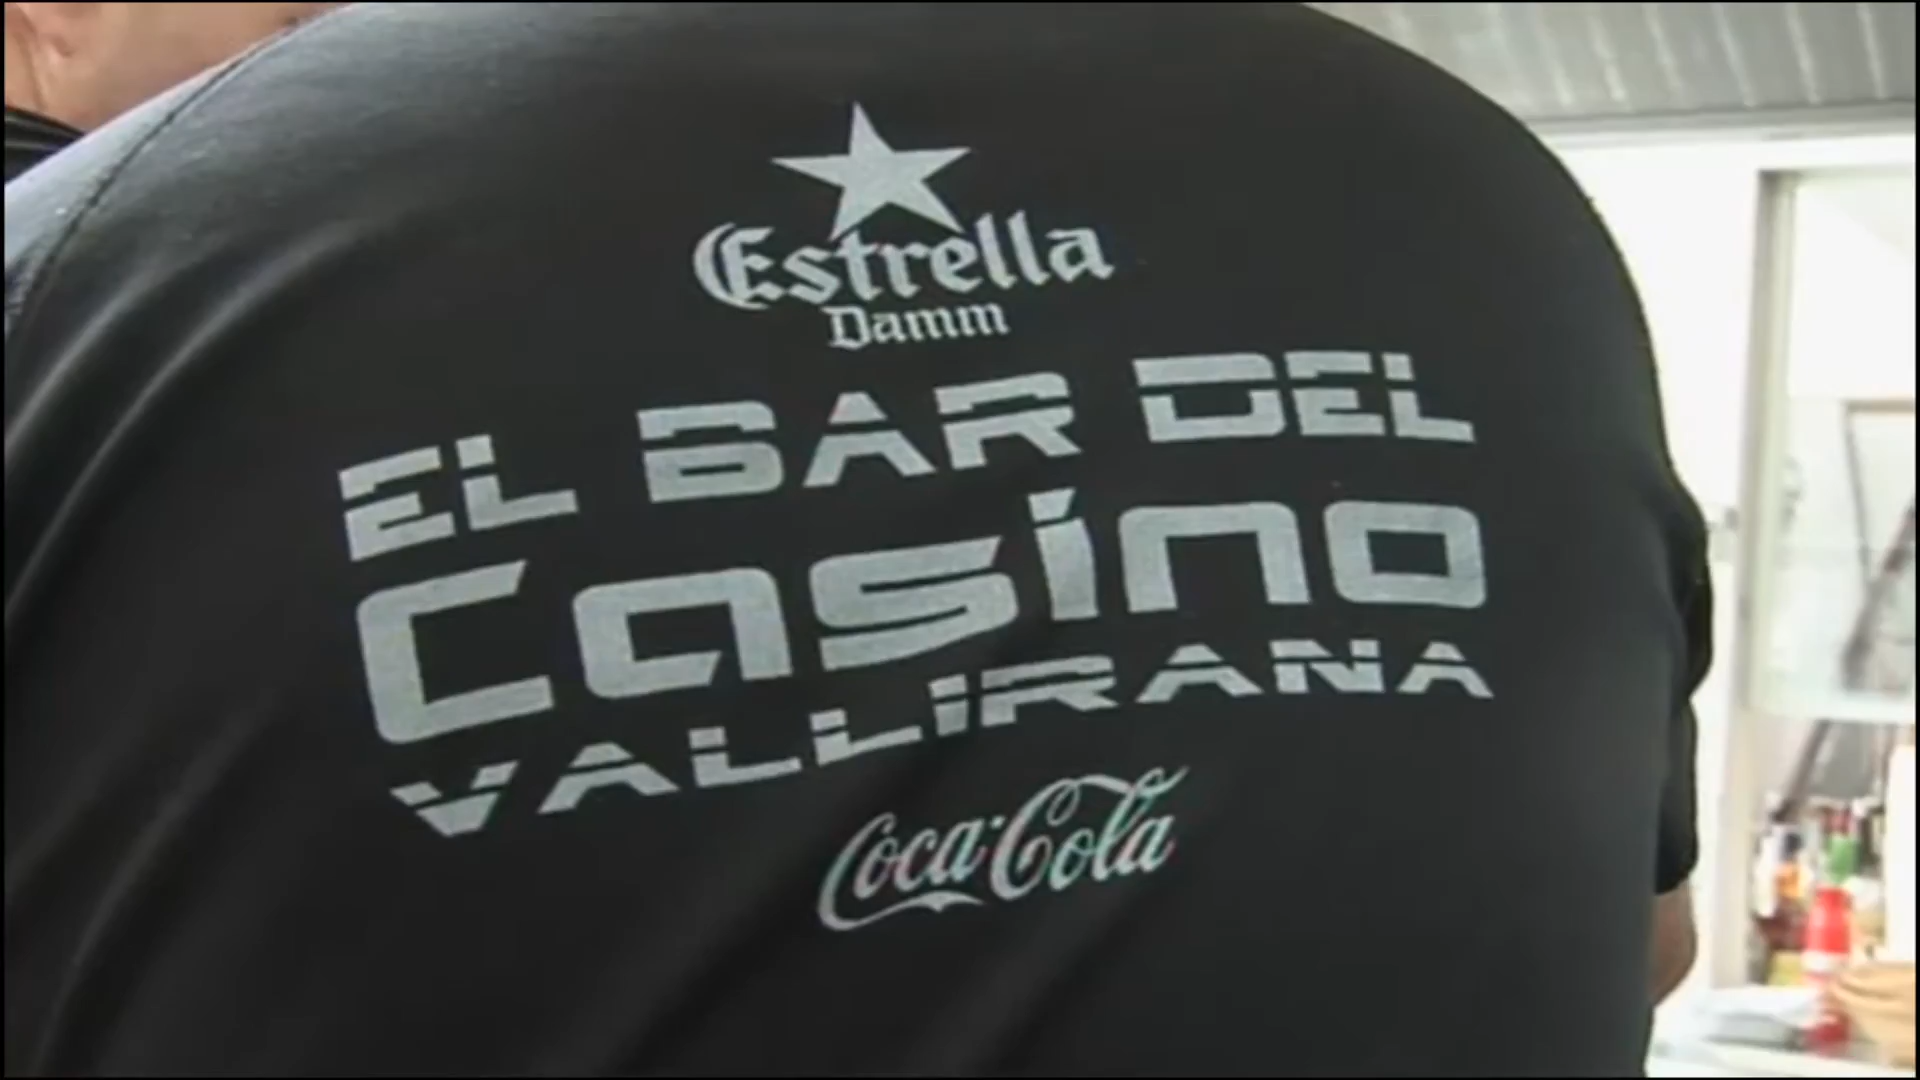 Estrella
Damm
EL BAR DEL
Casino
VALLIRANA
Coca-Cola